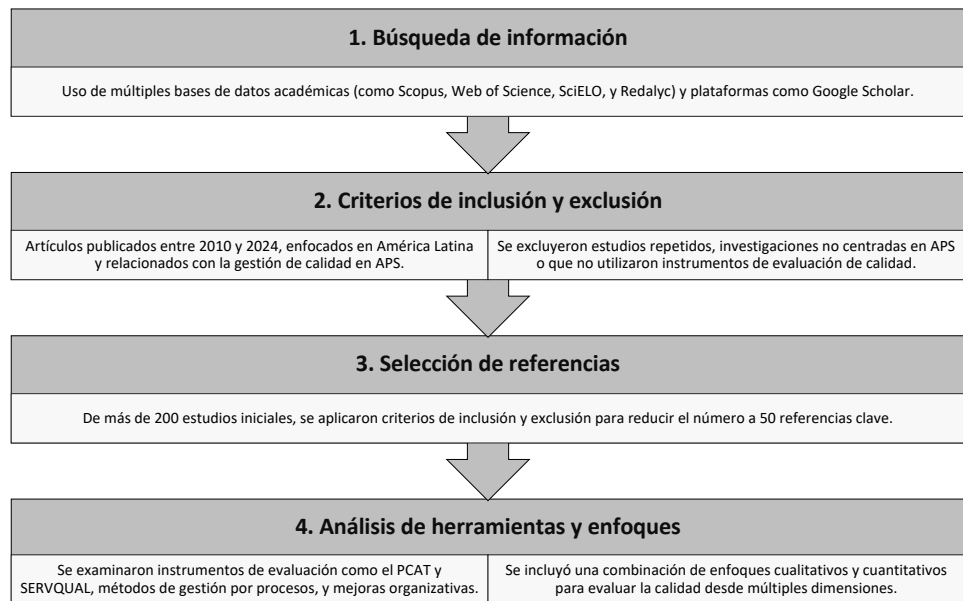 1. Búsqueda de información
Uso de múltiples bases de datos académicas (como Scopus, Web of Science, SciELO, y Redalyc) y plataformas como Google Scholar.
2. Criterios de inclusión y exclusión
Artículos publicados entre 2010 y 2024, enfocados en América Latina
y relacionados con la gestión de calidad en APS.
Se excluyeron estudios repetidos, investigaciones no centradas en APS
o que no utilizaron instrumentos de evaluación de calidad.
3. Selección de referencias
De más de 200 estudios iniciales, se aplicaron criterios de inclusión y exclusión para reducir el número a 50 referencias clave.
4. Análisis de herramientas y enfoques
Se examinaron instrumentos de evaluación como el PCAT y
SERVQUAL, métodos de gestión por procesos, y mejoras organizativas.
Se incluyó una combinación de enfoques cualitativos y cuantitativos
para evaluar la calidad desde múltiples dimensiones.